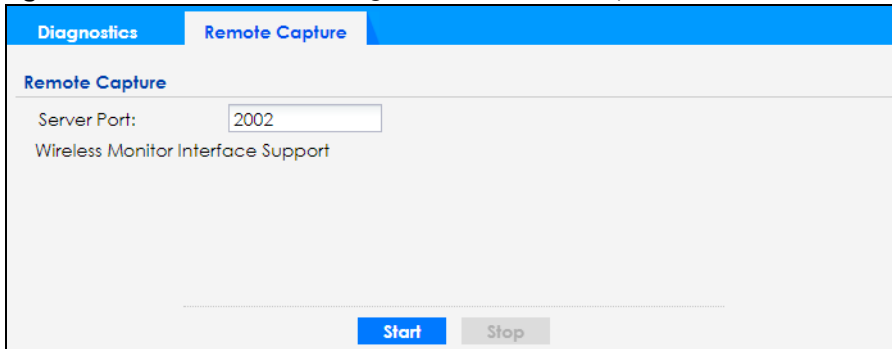 Diagnostics Remote Capture
Remote Capture
Server Port: 2002
Wireless Monitor Interface Support
Start Stop